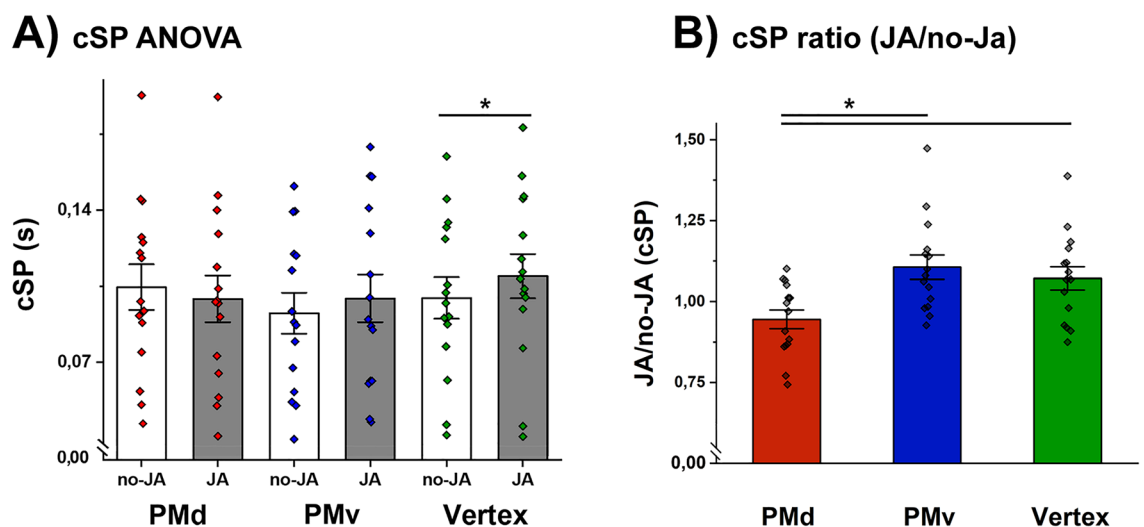 A) cSP ANOVA
*
cSP (s)
0,14
0,07
0,00
no-JA JA no-JA JA no-JA JA
PMd PMv Vertex
B) cSP ratio (JA/no-Ja)
*
JA/no-JA (cSP)
1,50
1,25
1,00
0,75
0,00
PMd PMv Vertex